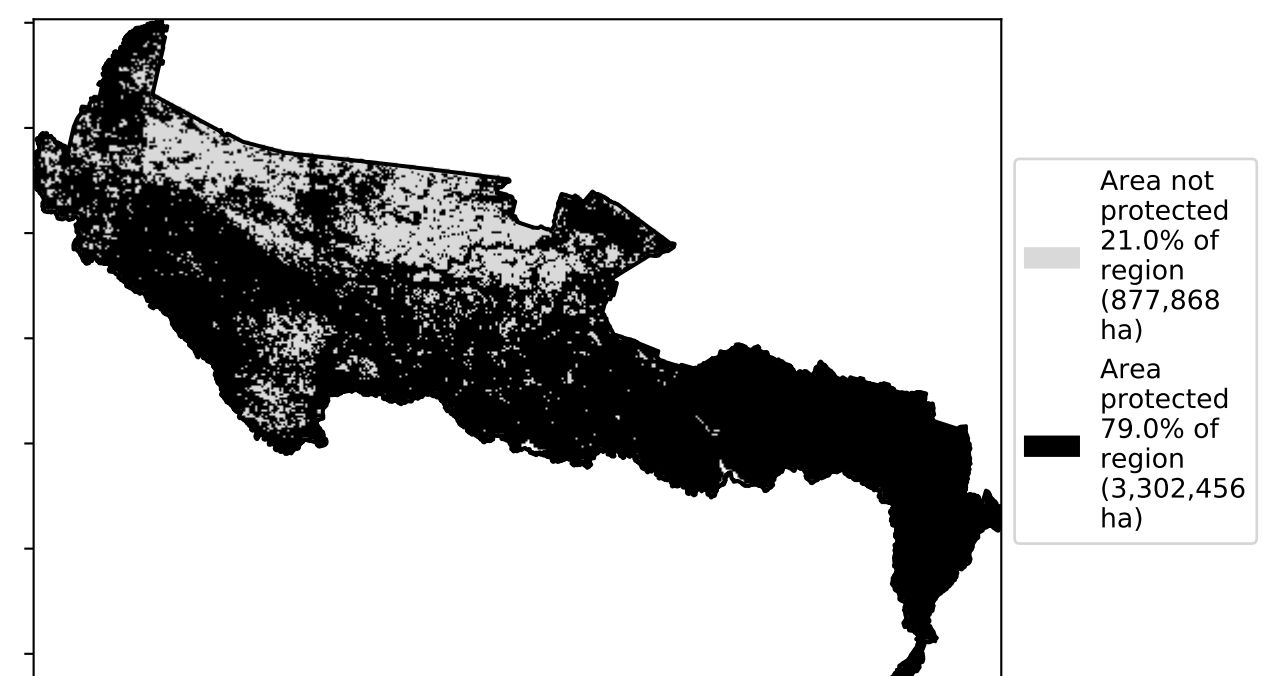 Area not
protected
21.0% of
region
(877,868
ha)
Area
protected
79.0% of
region
(3,302,456
ha)